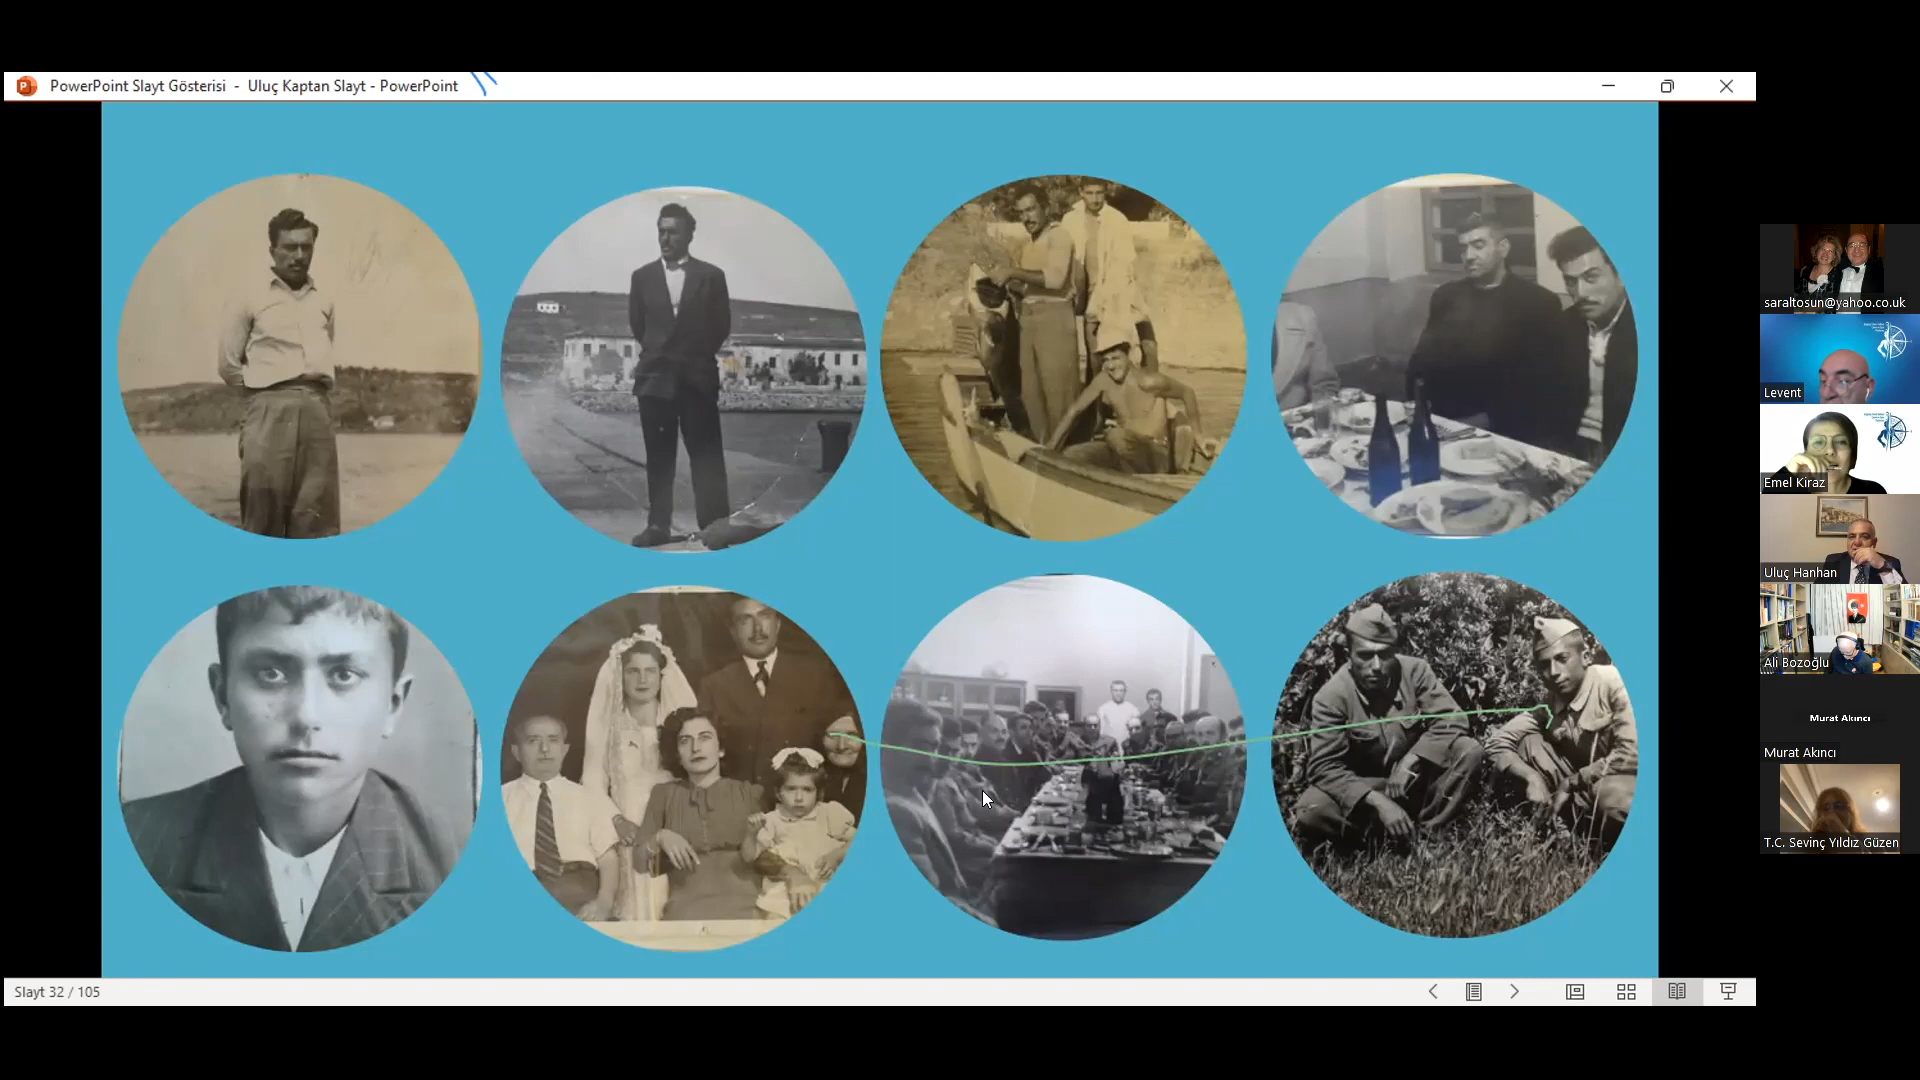 PowerPoint Slayt Gösterisi - Uluç Kaptan Slayt - PowerPoint
saraltosun@yahoo.co.uk
Levent
Emel Kiraz
Uluç Hanhan
Ali Bozoğlu
Murat Akıncı
Murat Akıncı
T.C. Sevinç Yıldız Güzen
Slayt 32 / 105